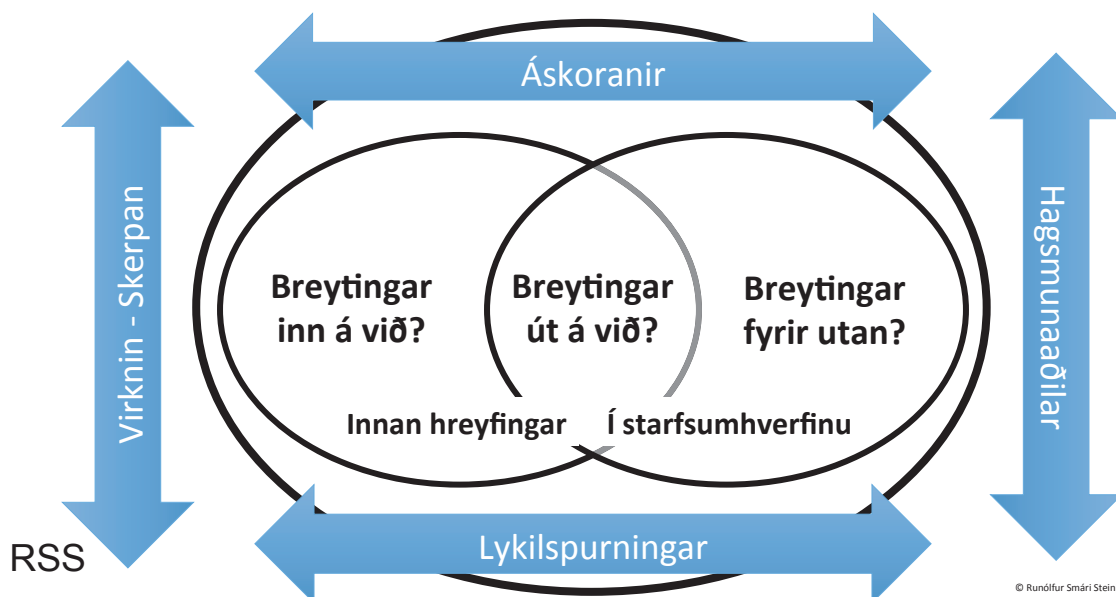 Áskoranir
Virknin - Skerpan
Hagsmunaaðilar
Breytingar
inn á við?
Breytingar
út á við?
Breytingar
fyrir utan?
Innan hreyfingar
Í starfsumhverfinu
Lykilspurningar
RSS
© Runólfur Smári Stein